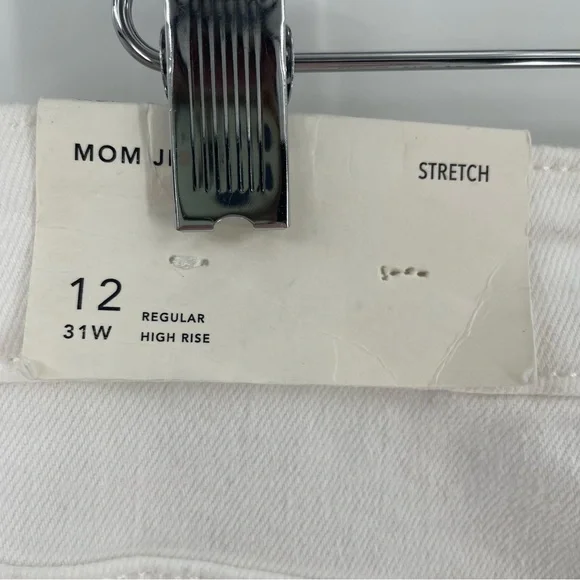 MOM
STRETCH
12
31W
REGULAR
HIGH RISE